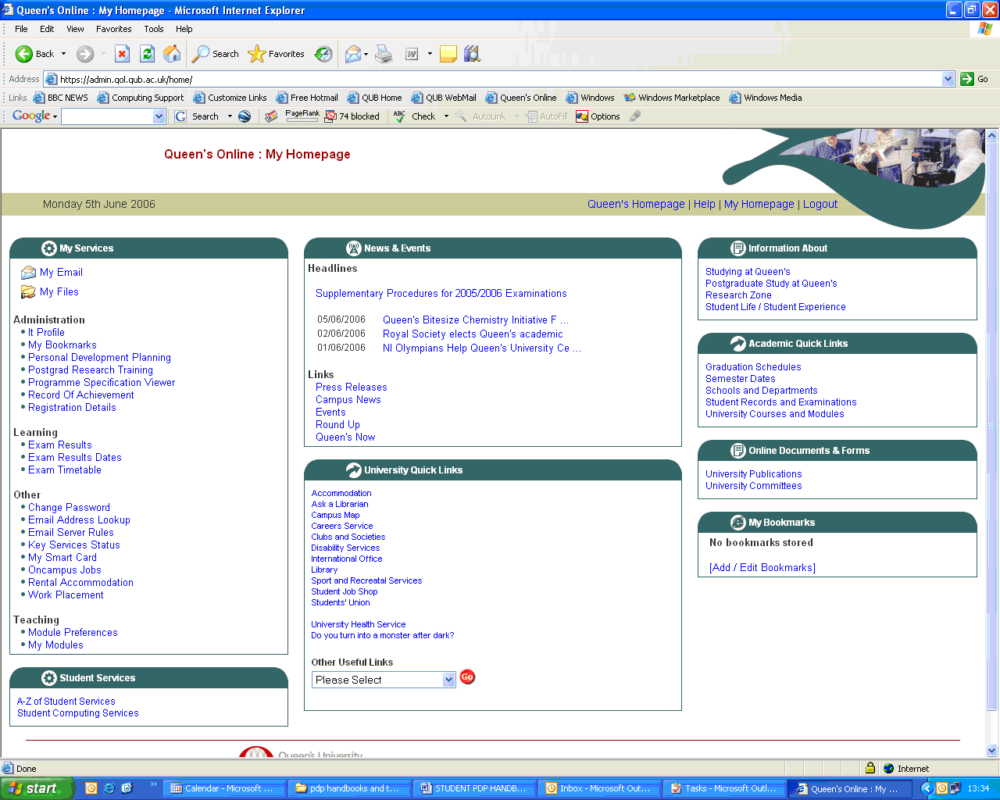 Queen's Online : My Homepage - Microsoft Internet Explorer
File Edit View Favorites Tools Help
Back Search Favorites
Address https://admin.qol.qub.ac.uk/home/ Go
Links BBC NEWS Computing Support Customize Links Free Hotmail QUB Home QUB WebMail Queen's Online Windows Windows Marketplace Windows Media
Google Search PageRank 74 blocked Check AutoLink AutoFill Options
Queen's Online : My Homepage
Monday 5th June 2006
Queen's Homepage | Help | My Homepage | Logout
My Services
My Email
My Files
Administration
It Profile
My Bookmarks
Personal Development Planning
Postgrad Research Training
Programme Specification Viewer
Record Of Achievement
Registration Details
Learning
Exam Results
Exam Results Dates
Exam Timetable
Other
Change Password
Email Address Lookup
Email Server Rules
Key Services Status
My Smart Card
Oncampus Jobs
Rental Accommodation
Work Placement
Teaching
Module Preferences
My Modules
Student Services
A-Z of Student Services
Student Computing Services
News & Events
Headlines
Supplementary Procedures for 2005/2006 Examinations
05/06/2006 Queen's Bitesize Chemistry Initiative F ...
02/06/2006 Royal Society elects Queen's academic
01/06/2006 NI Olympians Help Queen's University Ce ...
Links
Press Releases
Campus News
Events
Round Up
Queen's Now
University Quick Links
Accommodation
Ask a Librarian
Campus Map
Careers Service
Clubs and Societies
Disability Services
International Office
Library
Sport and Recreatal Services
Student Job Shop
Students' Union
University Health Service
Do you turn into a monster after dark?
Other Useful Links
Please Select Go
Information About
Studying at Queen's
Postgraduate Study at Queen's
Research Zone
Student Life / Student Experience
Academic Quick Links
Graduation Schedules
Semester Dates
Schools and Departments
Student Records and Examinations
University Courses and Modules
Online Documents & Forms
University Publications
University Committees
My Bookmarks
No bookmarks stored
[Add / Edit Bookmarks]
Queen's University
Done Internet
start Calendar - Microsoft ... pdp handbooks and t... STUDENT PDP HANDB... Inbox - Microsoft Out... Tasks - Microsoft Outl... Queen's Online : My ... 13:34